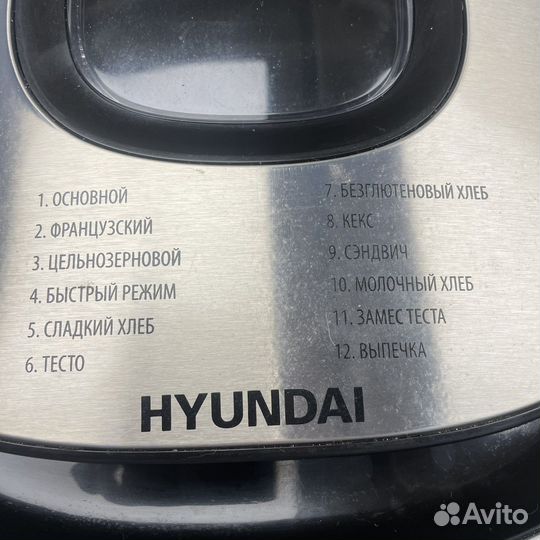 1. ОСНОВНОЙ
2. ФРАНЦУЗСКИЙ
3. ЦЕЛЬНОЗЕРНОВОЙ
4. БЫСТРЫЙ РЕЖИМ
5. СЛАДКИЙ ХЛЕБ
6. ТЕСТО
7. БЕЗГЛЮТЕНОВЫЙ ХЛЕБ
8. КЕКС
9. СЭНДВИЧ
10. МОЛОЧНЫЙ ХЛЕБ
11. ЗАМЕС ТЕСТА
12. ВЫПЕЧКА
HYUNDAI
Avito